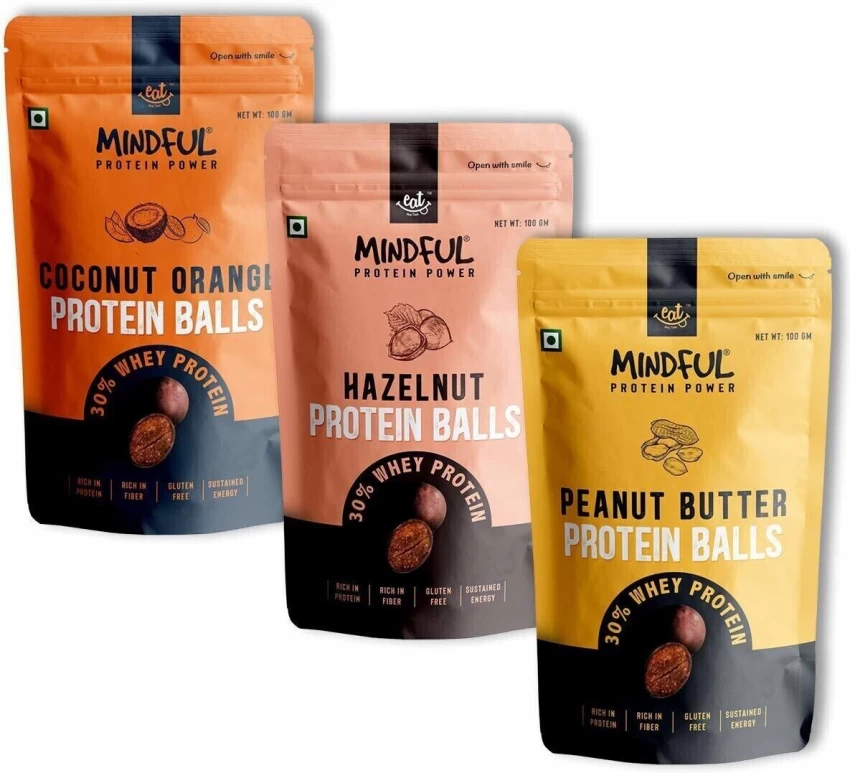 Open with smile
eat
NET WT: 100 GM
MINDFUL®
PROTEIN POWER
COCONUT ORANGE
PROTEIN BALLS
30% WHEY PROTEIN
RICH IN PROTEIN
RICH IN FIBER
GLUTEN FREE
SUSTAINED ENERGY
Open with smile
eat
NET WT: 100 GM
MINDFUL®
PROTEIN POWER
HAZELNUT
PROTEIN BALLS
30% WHEY PROTEIN
RICH IN PROTEIN
RICH IN FIBER
GLUTEN FREE
SUSTAINED ENERGY
Open with smile
eat
NET WT: 100 GM
MINDFUL®
PROTEIN POWER
PEANUT BUTTER
PROTEIN BALLS
30% WHEY PROTEIN
RICH IN PROTEIN
RICH IN FIBER
GLUTEN FREE
SUSTAINED ENERGY